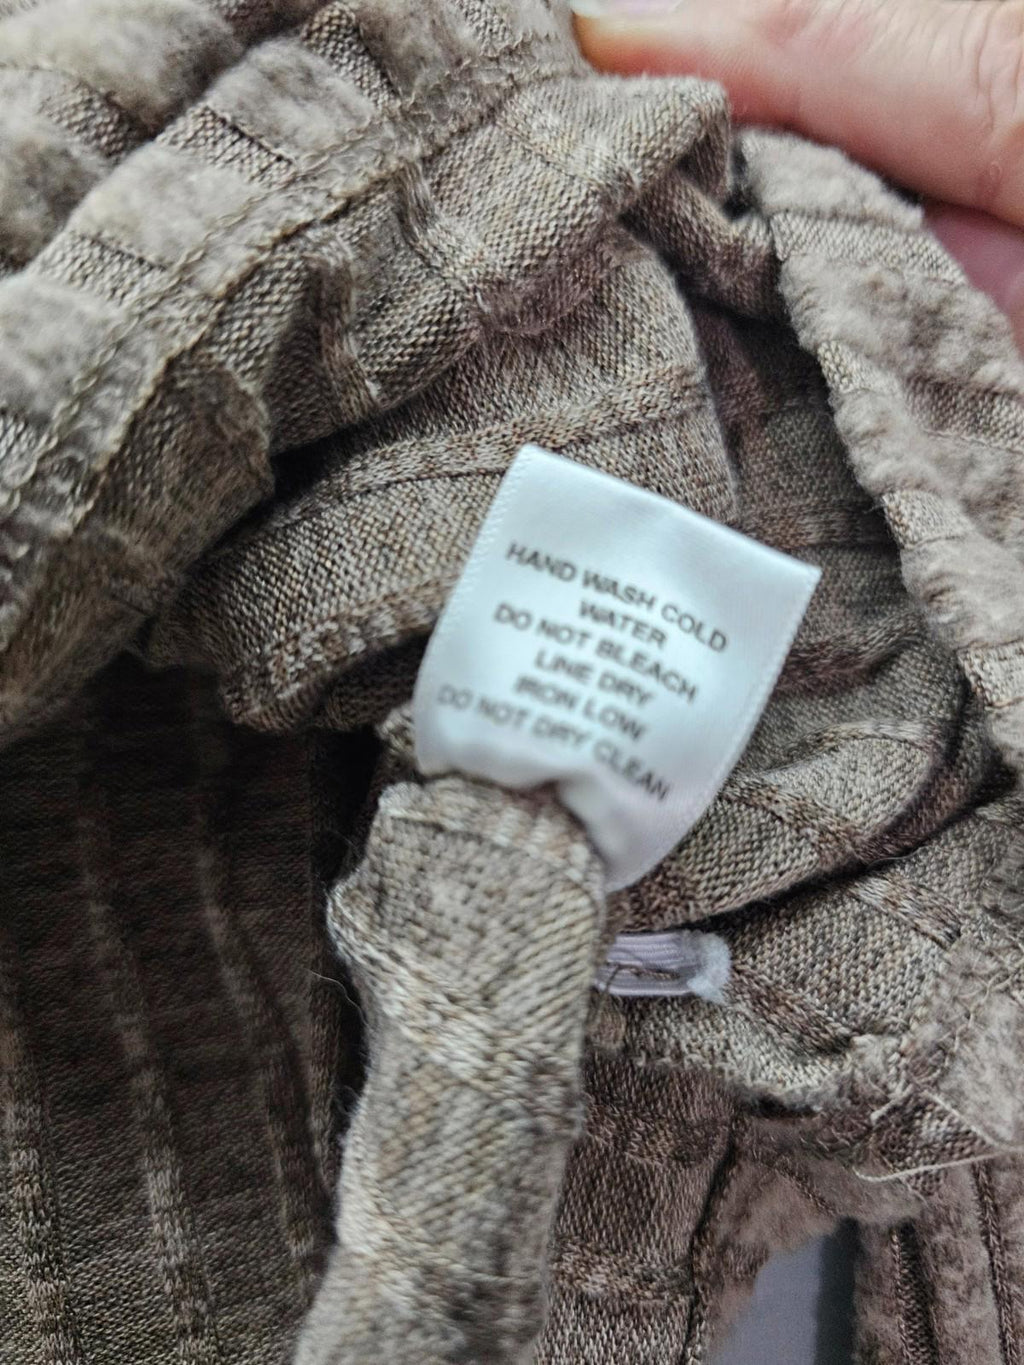 HAND WASH COLD
WATER
DO NOT BLEACH
LINE DRY
IRON LOW
DO NOT DRY CLEAN